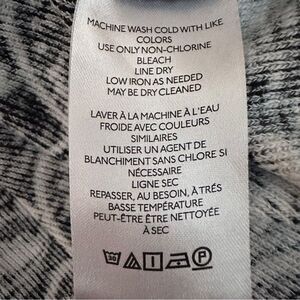 MACHINE WASH COLD WITH LIKE
COLORS
USE ONLY NON-CHLORINE
BLEACH
LINE DRY
LOW IRON AS NEEDED
MAY BE DRY CLEANED
LAVER À LA MACHINE À L'EAU
FROIDE AVEC COULEURS
SIMILAIRES
UTILISER UN AGENT DE
BLANCHIMENT SANS CHLORE SI
NÉCESSAIRE
LIGNE SEC
REPASSER, AU BESOIN, À TRÉS
BASSE TEMPÉRATURE
PEUT-ÊTRE ÊTRE NETTOYÉE
À SEC
30 P